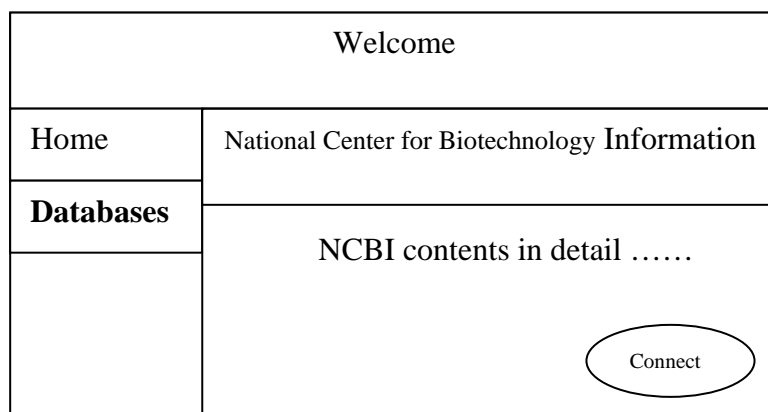 Welcome
Home
Databases
National Center for Biotechnology Information
NCBI contents in detail ……
Connect